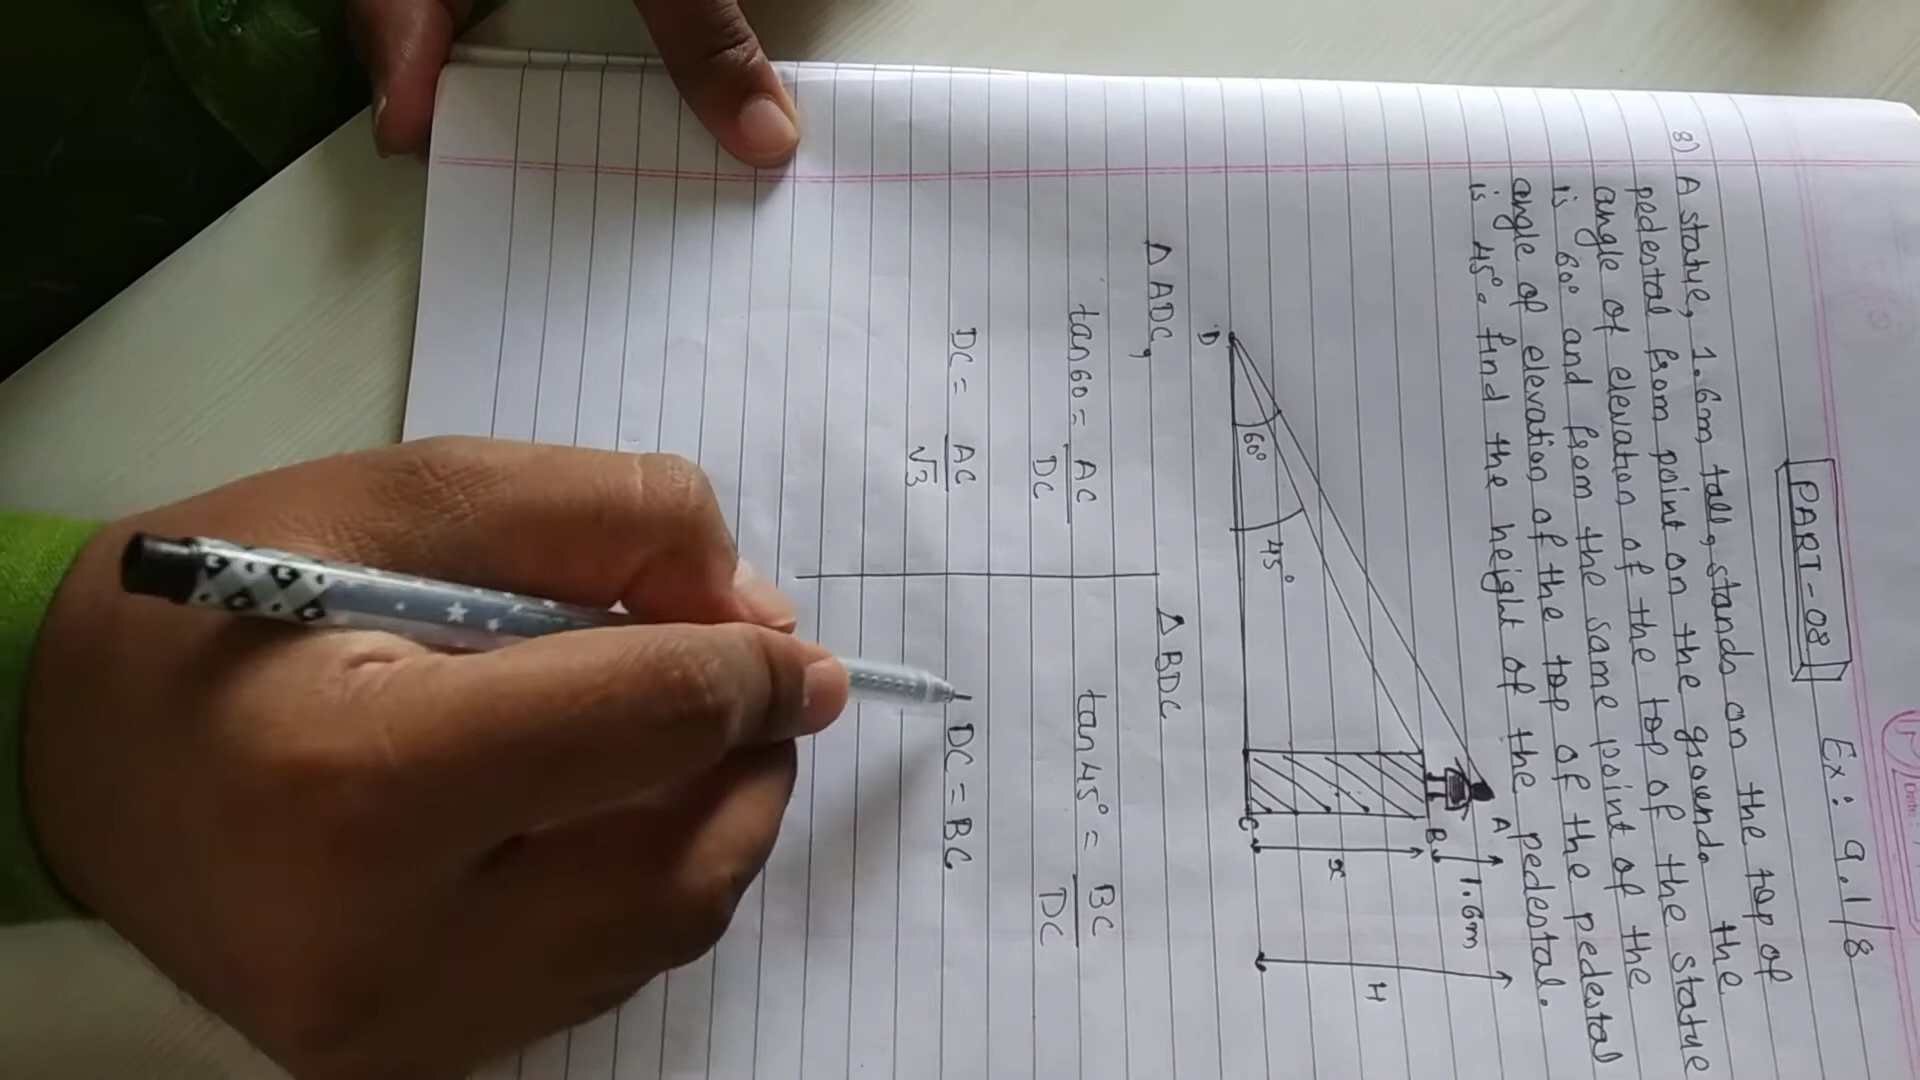 PART-08 Ex: 9.1/8
8) A statue, 1.6m tall, stands on the top of
pedestal from point on the ground. the
angle of elevation of the top of the statue
is 60° and from the same point of the
angle of elevation of the top of the pedestal
is 45°. find the height of the pedestal.
A
1.6m
B
x
H
C
D
60°
45°
Δ ADC,
tan60 = AC/DC
DC = AC/√3
Δ BDC
tan45° = BC/DC
DC = BC.